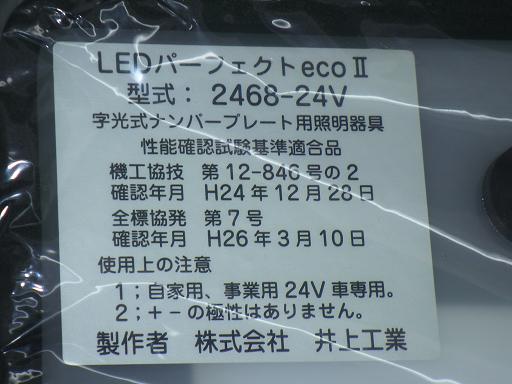 LEDパーフェクトecoⅡ
型式：2468-24V
字光式ナンバープレート用照明器具
性能確認試験基準適合品
機工協技 第12-846号の2
確認年月 H24年12月28日
全標協発 第7号
確認年月 H26年3月10日
使用上の注意
1；自家用、事業用24V車専用。
2；＋－の極性はありません。
製作者 株式会社 井上工業